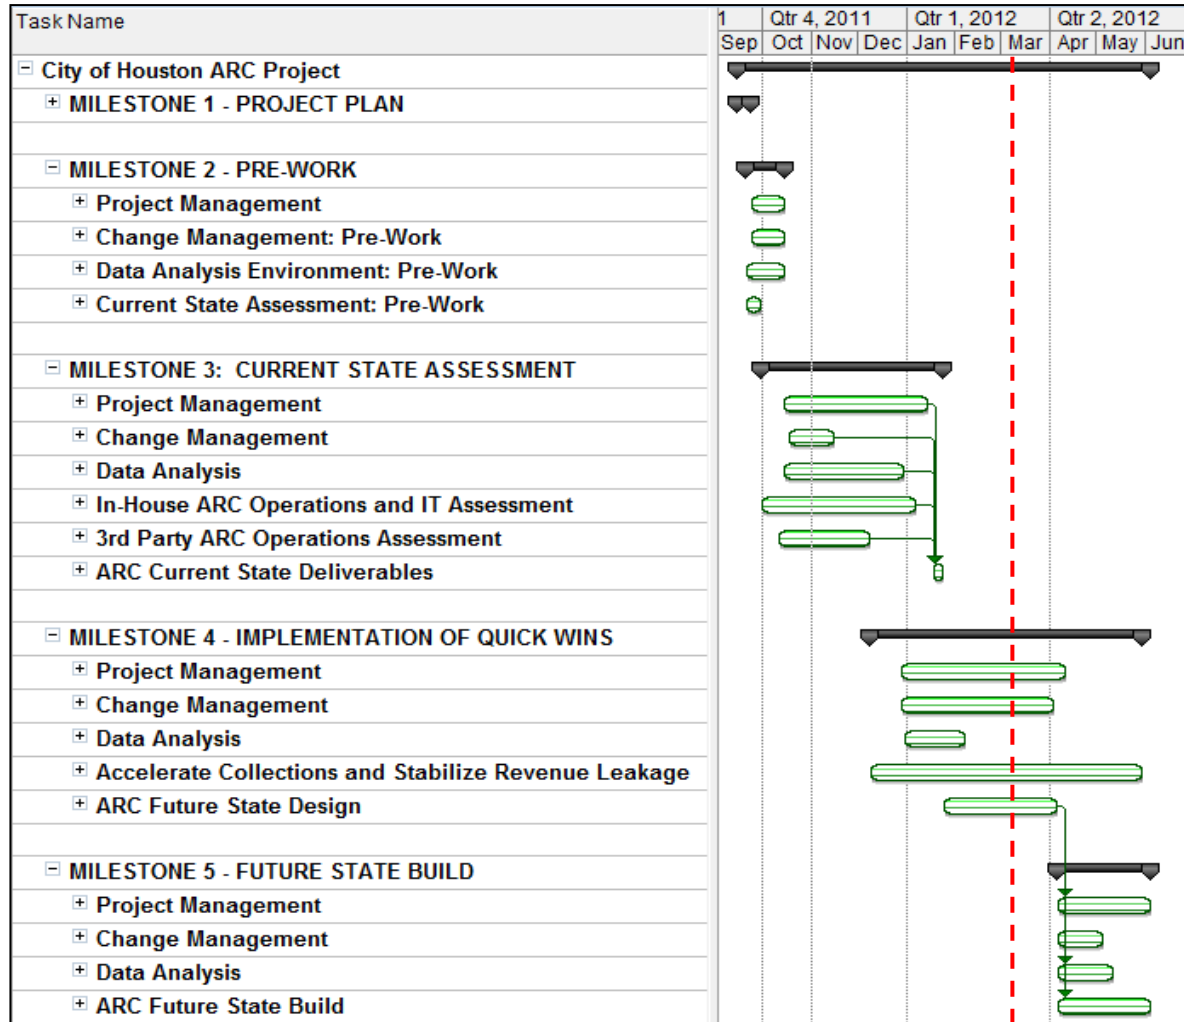 Task Name
1 Qtr 4, 2011 Qtr 1, 2012 Qtr 2, 2012
Sep Oct Nov Dec Jan Feb Mar Apr May Jun
City of Houston ARC Project
MILESTONE 1 - PROJECT PLAN
MILESTONE 2 - PRE-WORK
Project Management
Change Management: Pre-Work
Data Analysis Environment: Pre-Work
Current State Assessment: Pre-Work
MILESTONE 3: CURRENT STATE ASSESSMENT
Project Management
Change Management
Data Analysis
In-House ARC Operations and IT Assessment
3rd Party ARC Operations Assessment
ARC Current State Deliverables
MILESTONE 4 - IMPLEMENTATION OF QUICK WINS
Project Management
Change Management
Data Analysis
Accelerate Collections and Stabilize Revenue Leakage
ARC Future State Design
MILESTONE 5 - FUTURE STATE BUILD
Project Management
Change Management
Data Analysis
ARC Future State Build